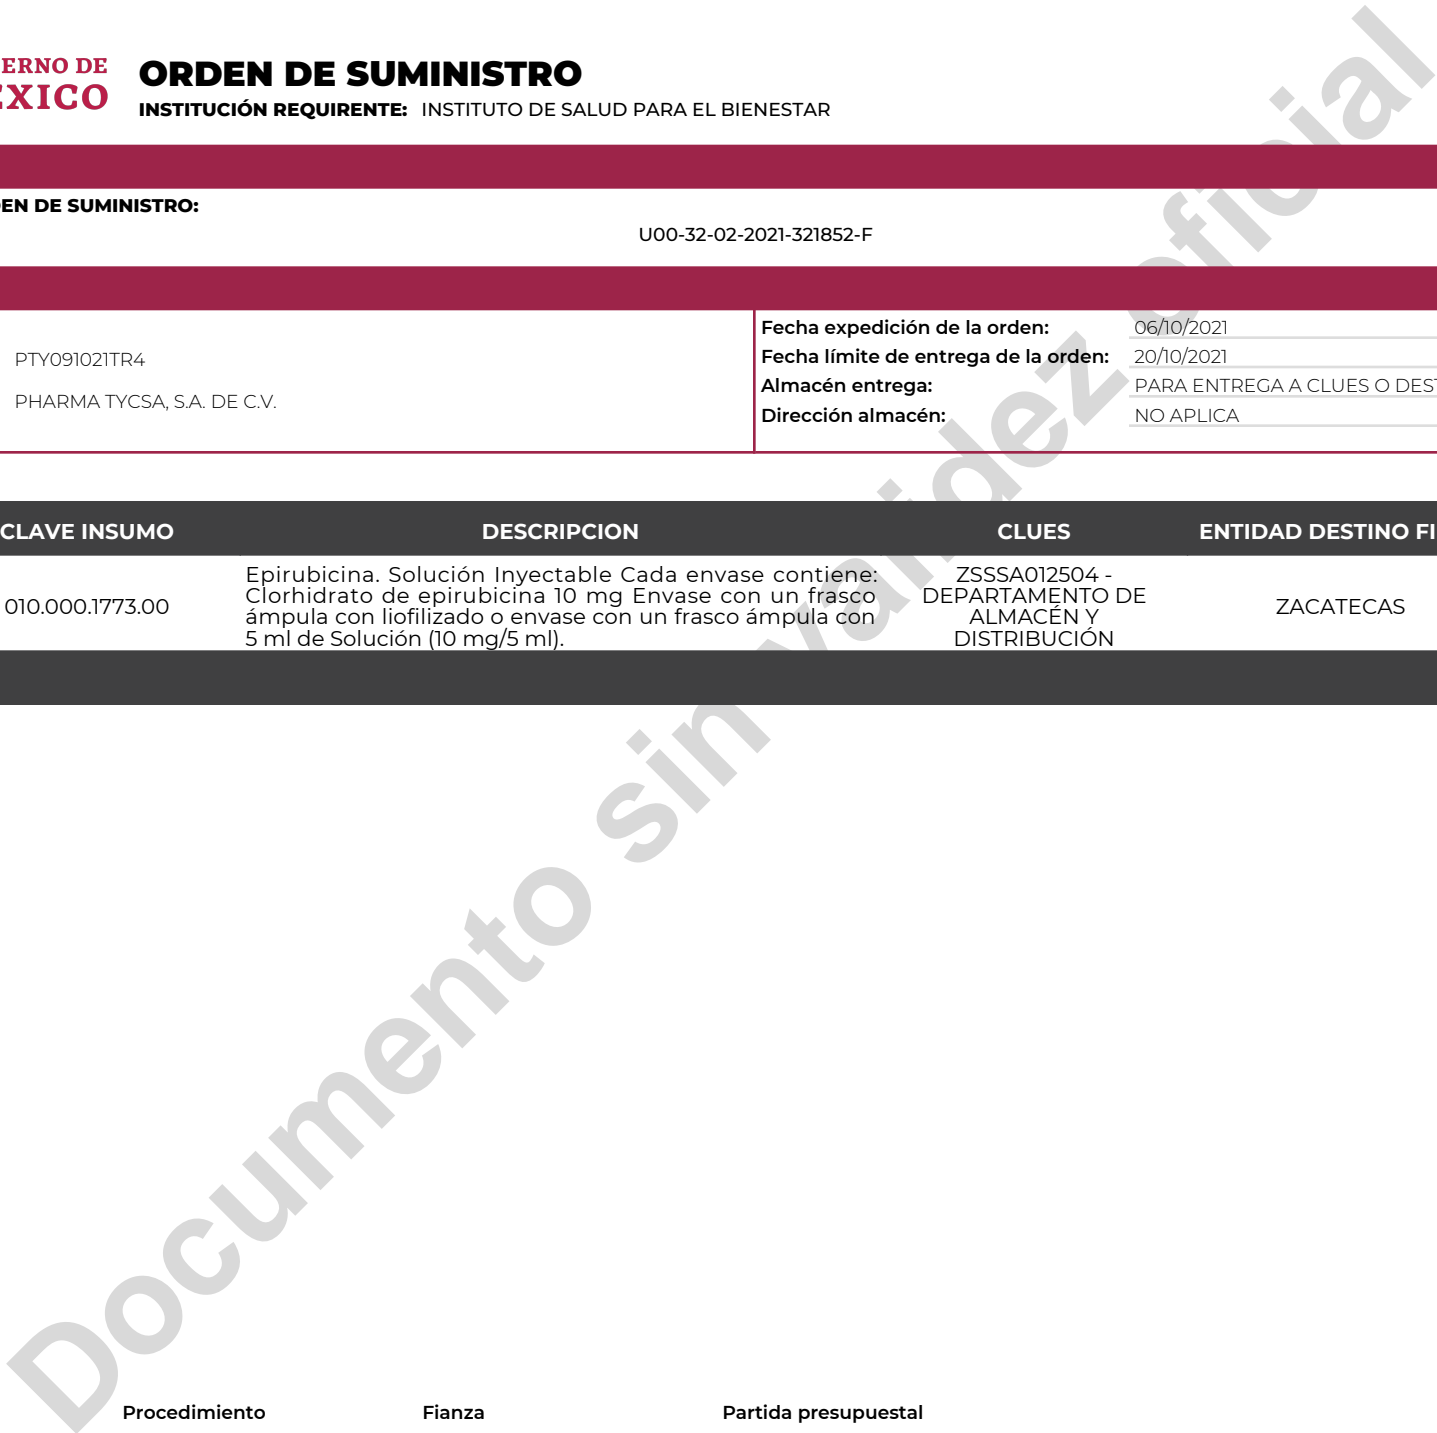 ERNO DE
EXICO
ORDEN DE SUMINISTRO
INSTITUCIÓN REQUIRENTE: INSTITUTO DE SALUD PARA EL BIENESTAR
EN DE SUMINISTRO:
U00-32-02-2021-321852-F
PTY091021TR4
PHARMA TYCSA, S.A. DE C.V.
Fecha expedición de la orden: 06/10/2021
Fecha límite de entrega de la orden: 20/10/2021
Almacén entrega: PARA ENTREGA A CLUES O DEST
Dirección almacén: NO APLICA
CLAVE INSUMO DESCRIPCION CLUES ENTIDAD DESTINO FI
010.000.1773.00
Epirubicina. Solución Inyectable Cada envase contiene:
Clorhidrato de epirubicina 10 mg Envase con un frasco
ámpula con liofilizado o envase con un frasco ámpula con
5 ml de Solución (10 mg/5 ml).
ZSSSA012504 -
DEPARTAMENTO DE
ALMACÉN Y
DISTRIBUCIÓN
ZACATECAS
Documento sin validez oficial
Procedimiento Fianza Partida presupuestal